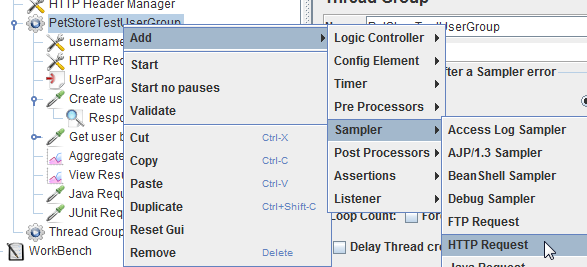 HTTP Header Manager
PetStoreTestUserGroup
username
HTTP Req
UserPara
Create us
Respo
Get user b
Aggregate
View Resu
Java Requ
JUnit Requ
Thread Group
WorkBench
Add
Start
Start no pauses
Validate
Cut Ctrl-X
Copy Ctrl-C
Paste Ctrl-V
Duplicate Ctrl+Shift-C
Reset Gui
Remove Delete
Logic Controller
Config Element
Timer
Pre Processors
Sampler
Post Processors
Assertions
Listener
Thread Group
UserGroup
fter a Sampler error
Loop Count: Fore
Delay Thread cre
Access Log Sampler
AJP/1.3 Sampler
BeanShell Sampler
Debug Sampler
FTP Request
HTTP Request
Java Request